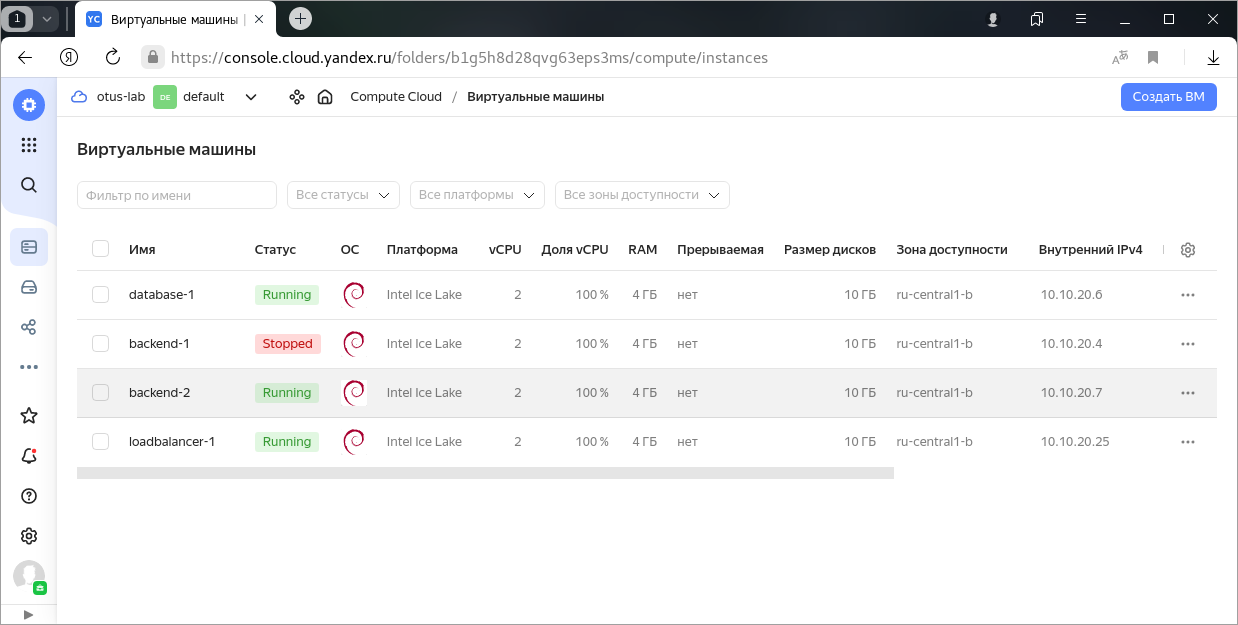 1 YC Виртуальные машины
https://console.cloud.yandex.ru/folders/b1g5h8d28qvg63eps3ms/compute/instances
otus-lab DE default Compute Cloud / Виртуальные машины Создать ВМ
Виртуальные машины
Фильтр по имени Все статусы Все платформы Все зоны доступности
Имя Статус ОС Платформа vCPU Доля vCPU RAM Прерываемая Размер дисков Зона доступности Внутренний IPv4
database-1 Running Intel Ice Lake 2 100 % 4 ГБ нет 10 ГБ ru-central1-b 10.10.20.6
backend-1 Stopped Intel Ice Lake 2 100 % 4 ГБ нет 10 ГБ ru-central1-b 10.10.20.4
backend-2 Running Intel Ice Lake 2 100 % 4 ГБ нет 10 ГБ ru-central1-b 10.10.20.7
loadbalancer-1 Running Intel Ice Lake 2 100 % 4 ГБ нет 10 ГБ ru-central1-b 10.10.20.25